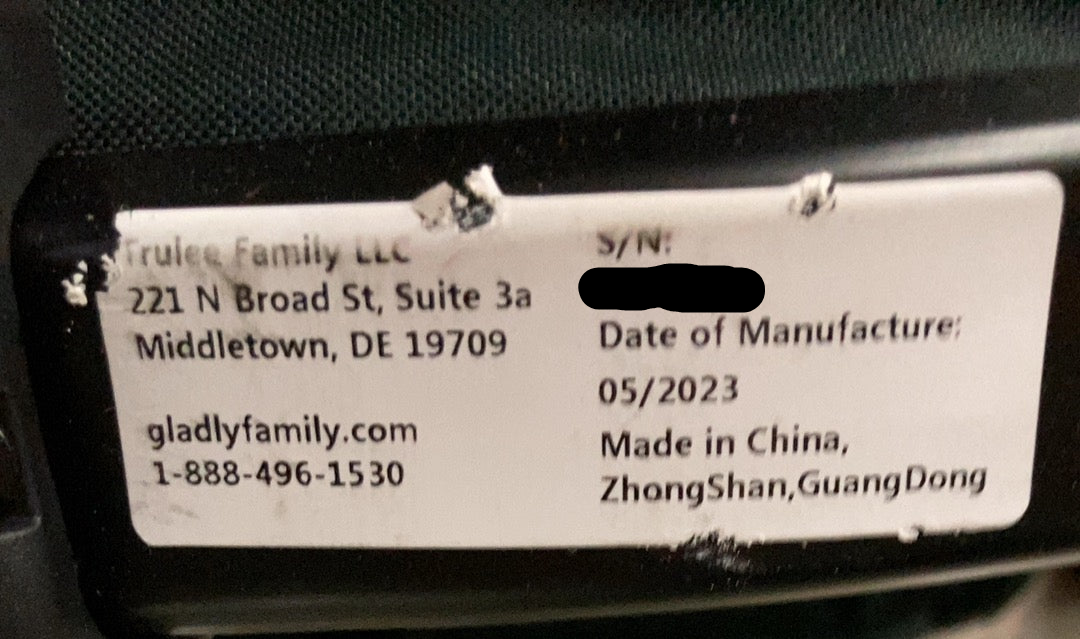 Trulee Family LLC
221 N Broad St, Suite 3a
Middletown, DE 19709
gladlyfamily.com
1-888-496-1530
S/N:
Date of Manufacture:
05/2023
Made in China,
ZhongShan,GuangDong